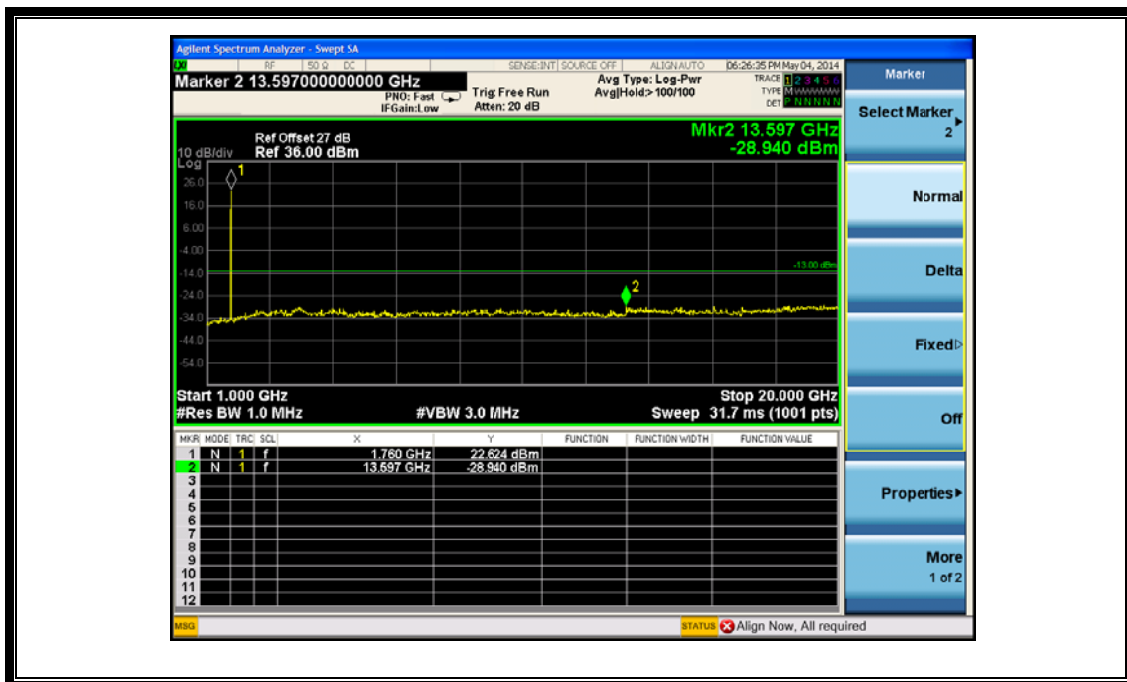 Agilent Spectrum Analyzer - Swept SA
LXI RF 50 Ω DC SENSE:INT SOURCE OFF ALIGN AUTO 06:26:35 PM May 04, 2014
Marker 2 13.597000000000 GHz
PNO: Fast
IFGain:Low
Trig Free Run
Atten: 20 dB
Avg Type: Log-Pwr
Avg|Hold:>100/100
TRACE 1 2 3 4 5 6
TYPE M
DET P N N N N N
Mkr2 13.597 GHz
-28.940 dBm
Ref Offset 27 dB
10 dB/div Ref 36.00 dBm
Log
1
26.0
16.0
6.00
-4.00
-13.00 dBm
-14.0
2
-24.0
-34.0
-44.0
-54.0
Start 1.000 GHz Stop 20.000 GHz
#Res BW 1.0 MHz #VBW 3.0 MHz Sweep 31.7 ms (1001 pts)
MKR MODE TRC SCL X Y FUNCTION FUNCTION WIDTH FUNCTION VALUE
1 N 1 f 1.760 GHz 22.624 dBm
2 N 1 f 13.597 GHz -28.940 dBm
3
4
5
6
7
8
9
10
11
12
MSG STATUS Align Now, All required
Marker
Select Marker
2
Normal
Delta
Fixed
Off
Properties
More
1 of 2